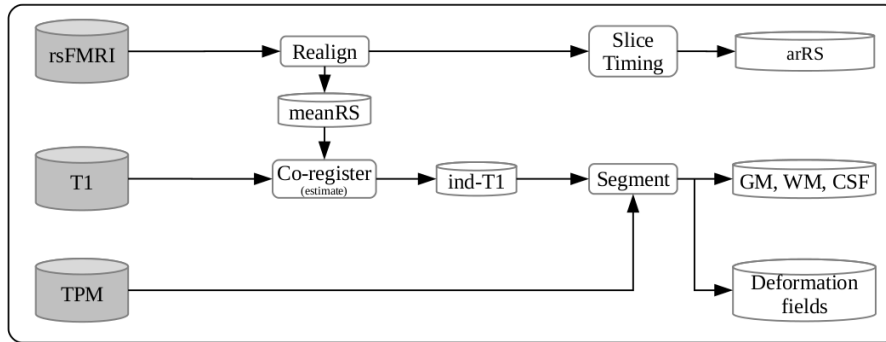 rsFMRI
Realign
Slice
Timing
arRS
meanRS
T1
Co-register
(estimate)
ind-T1
Segment
GM, WM, CSF
TPM
Deformation
fields